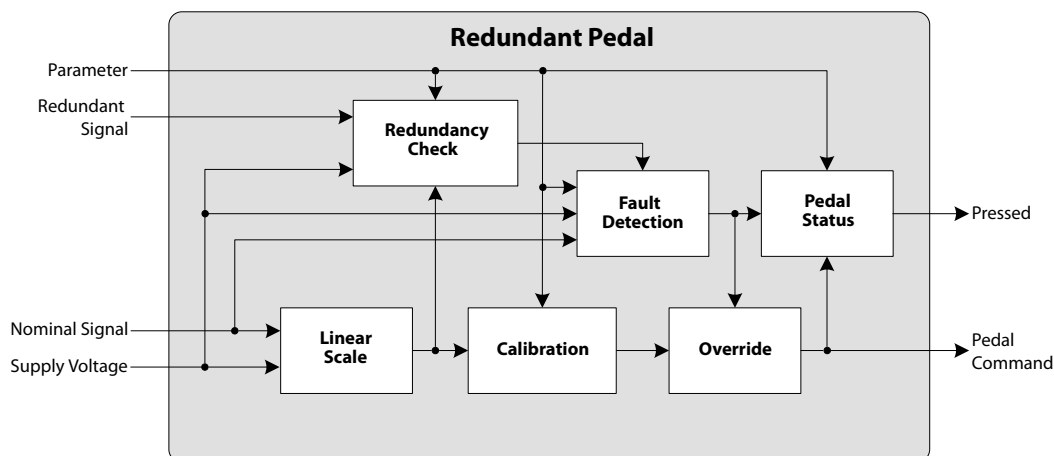 Redundant Pedal
Parameter
Redundant
Signal
Redundancy
Check
Fault
Detection
Pedal
Status
Pressed
Nominal Signal
Supply Voltage
Linear
Scale
Calibration
Override
Pedal
Command